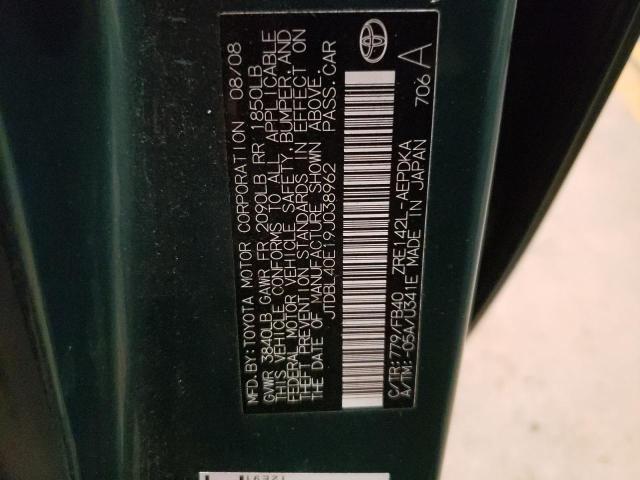 MFD.BY:TOYOTA MOTOR CORPORATION 08/08
GVWR 3840LB GAWR FR 2090LB RR 1850LB
THIS VEHICLE CONFORMS TO ALL APPLICABLE
FEDERAL MOTOR VEHICLE SAFETY, BUMPER, AND
THEFT PREVENTION STANDARDS IN EFFECT ON
THE DATE OF MANUFACTURE SHOWN ABOVE.
JTDBL40E19J038962 PASS.CAR
C/TR:779/FB40 ZRE142L-AEPDKA
A/TM:-05A/U341E MADE IN JAPAN
706 A